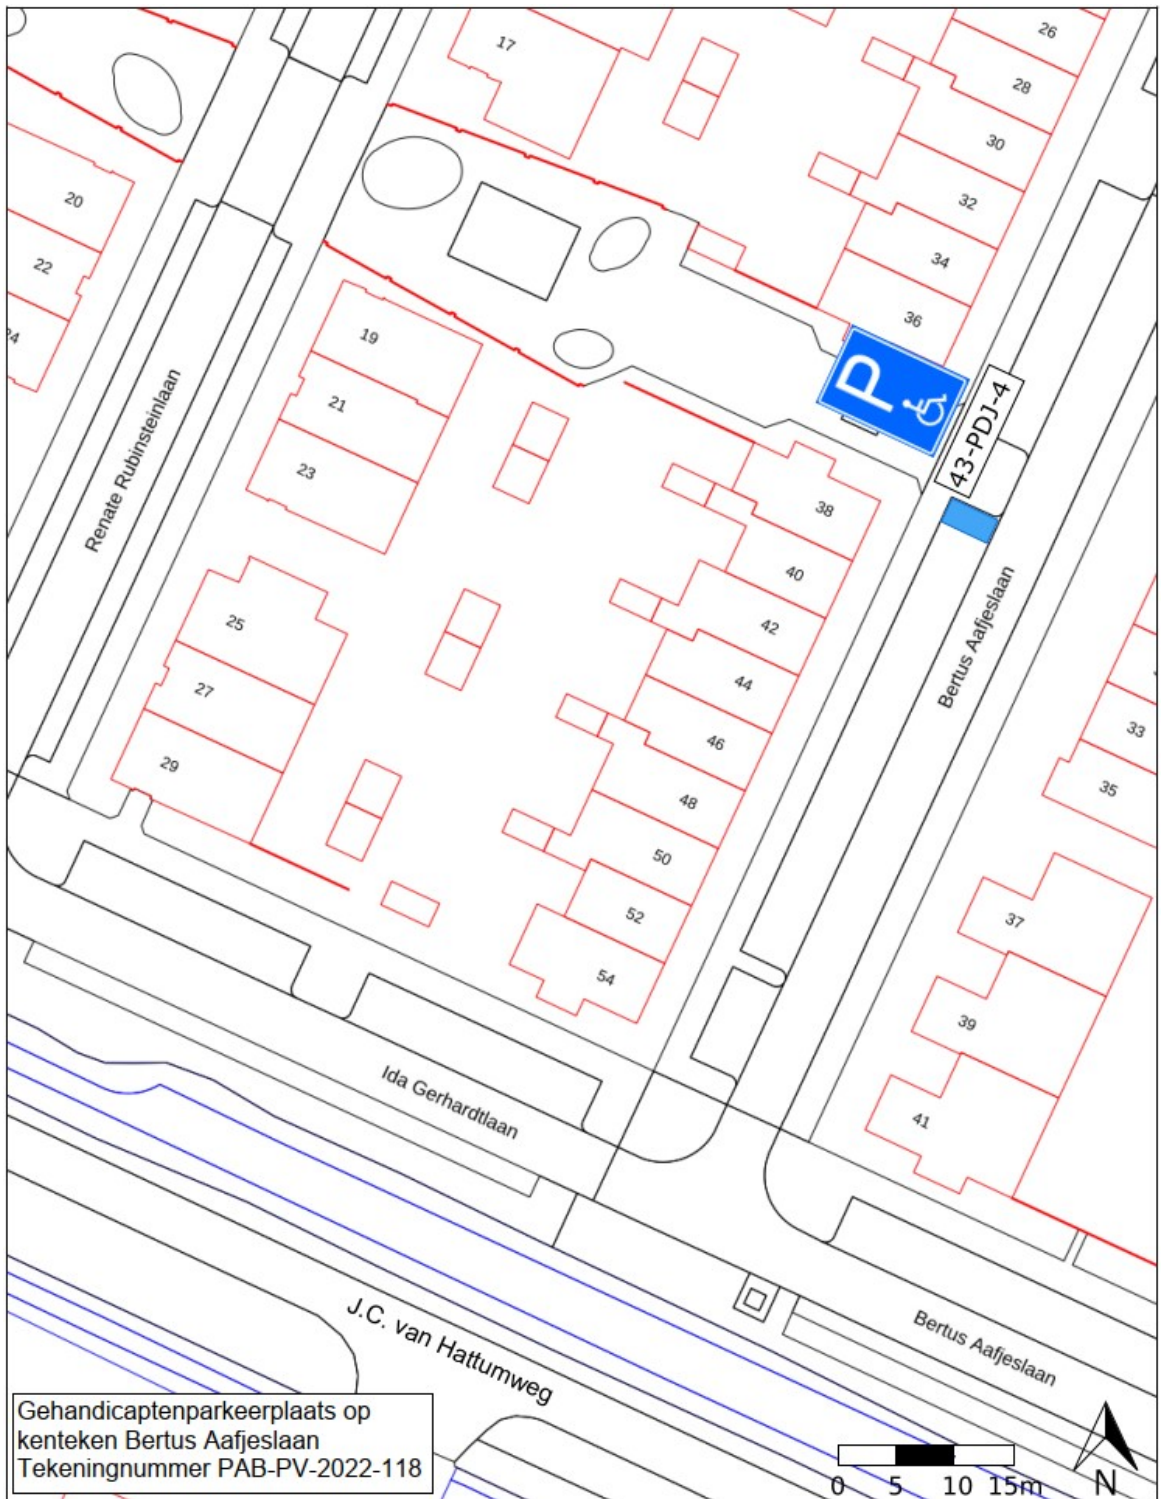 17
26
28
30
32
34
36
20
22
24
19
21
23
Renate Rubinsteinlaan
P
43-PDJ-4
38
40
42
44
46
48
50
52
54
25
27
29
Bertus Aafjeslaan
33
35
37
39
41
Ida Gerhardtlaan
J.C. van Hattumweg
Bertus Aafjeslaan
Gehandicaptenparkeerplaats op
kenteken Bertus Aafjeslaan
Tekeningnummer PAB-PV-2022-118
0 5 10 15m
N